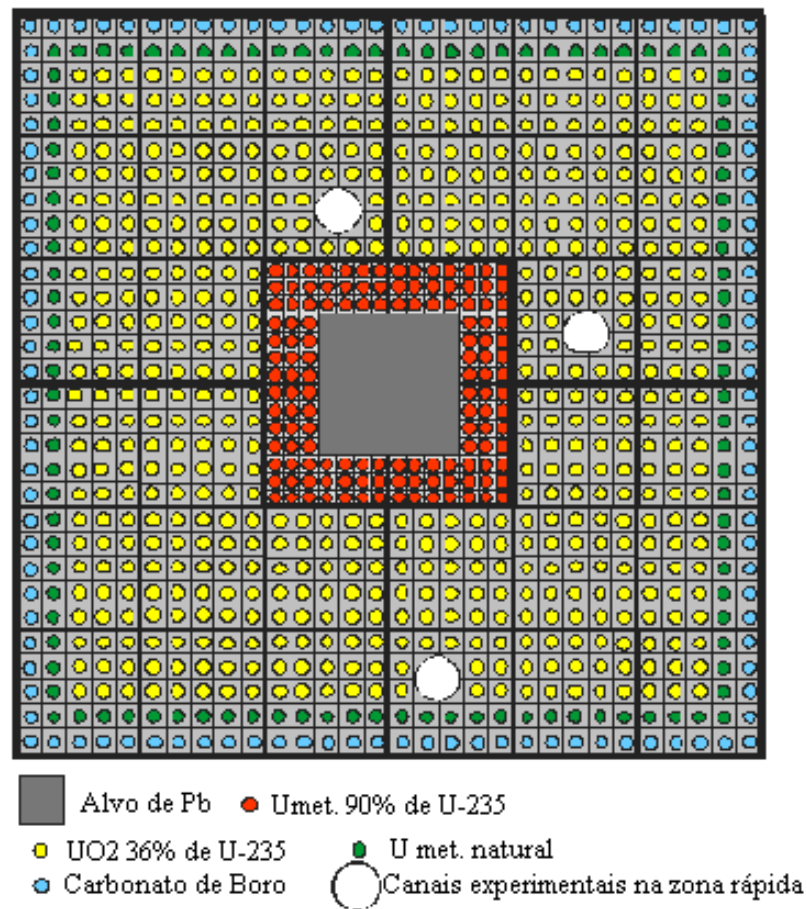 Alvo de Pb
Umet. 90% de U-235
UO2 36% de U-235
U met. natural
Carbonato de Boro
Canais experimentais na zona rápida